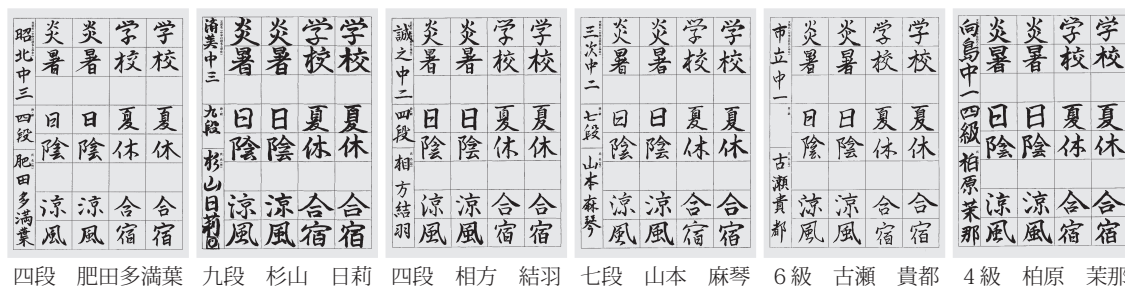 学校 夏休 合宿
学校 夏休 合宿
炎暑 日陰 涼風
炎暑 日陰 涼風
昭北中三 四段 肥田多満葉
四段 肥田多満葉
学校 夏休 合宿
学校 夏休 合宿
炎暑 日陰 涼風
炎暑 日陰 涼風
済美中三 九段 杉山日莉
九段 杉山 日莉
学校 夏休 合宿
学校 夏休 合宿
炎暑 日陰 涼風
炎暑 日陰 涼風
誠之中二 四段 相方結羽
四段 相方 結羽
学校 夏休 合宿
学校 夏休 合宿
炎暑 日陰 涼風
炎暑 日陰 涼風
三次中二 七段 山本麻琴
七段 山本 麻琴
学校 夏休 合宿
学校 夏休 合宿
炎暑 日陰 涼風
炎暑 日陰 涼風
市立中一 古瀬貴都
６級 古瀬 貴都
学校 夏休 合宿
学校 夏休 合宿
炎暑 日陰 涼風
炎暑 日陰 涼風
向島中一 四級 柏原茉那
４級 柏原 茉那